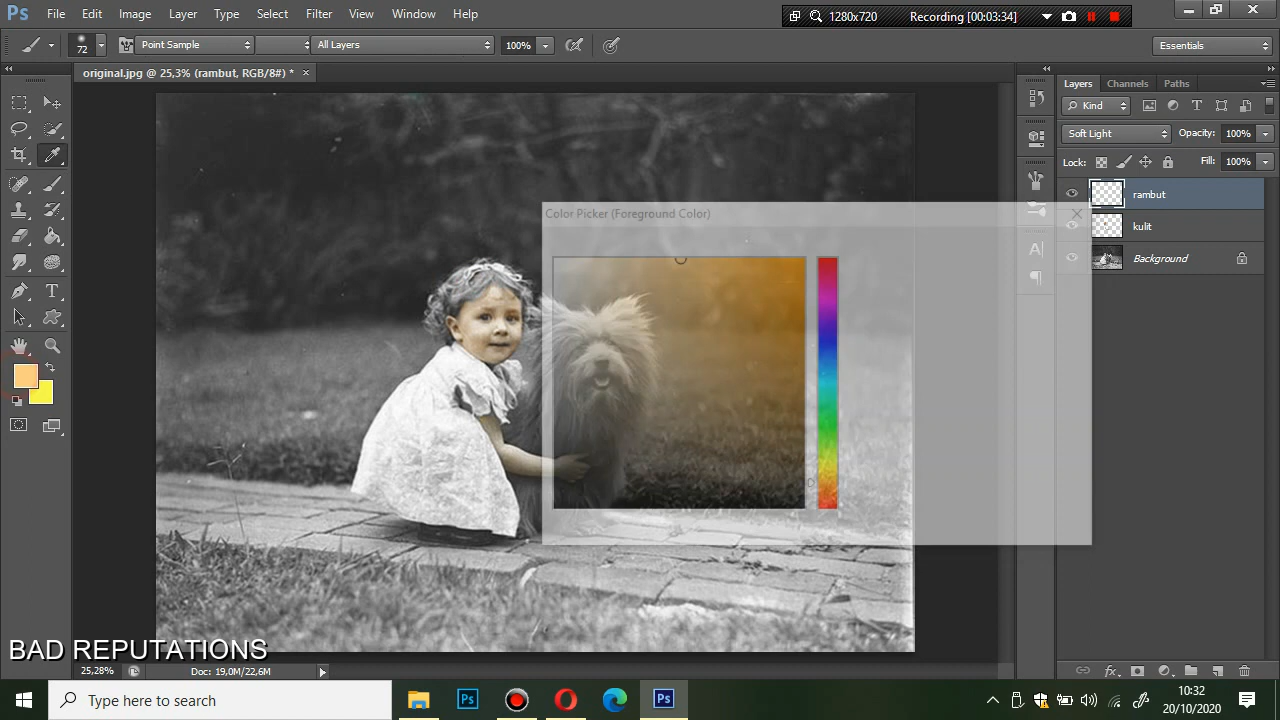 Ps File Edit Image Layer Type Select Filter View Window Help
1280x720 Recording [00:03:34]
72 Point Sample All Layers 100% Essentials
original.jpg @ 25,3% (rambut, RGB/8#) *
Layers Channels Paths
Kind
Soft Light Opacity: 100%
Lock: Fill: 100%
rambut
Color Picker (Foreground Color)
kulit
Background
BAD REPUTATIONS
25,28% Doc: 19,0M/22,6M
Type here to search
Ps Ps
10:32
20/10/2020